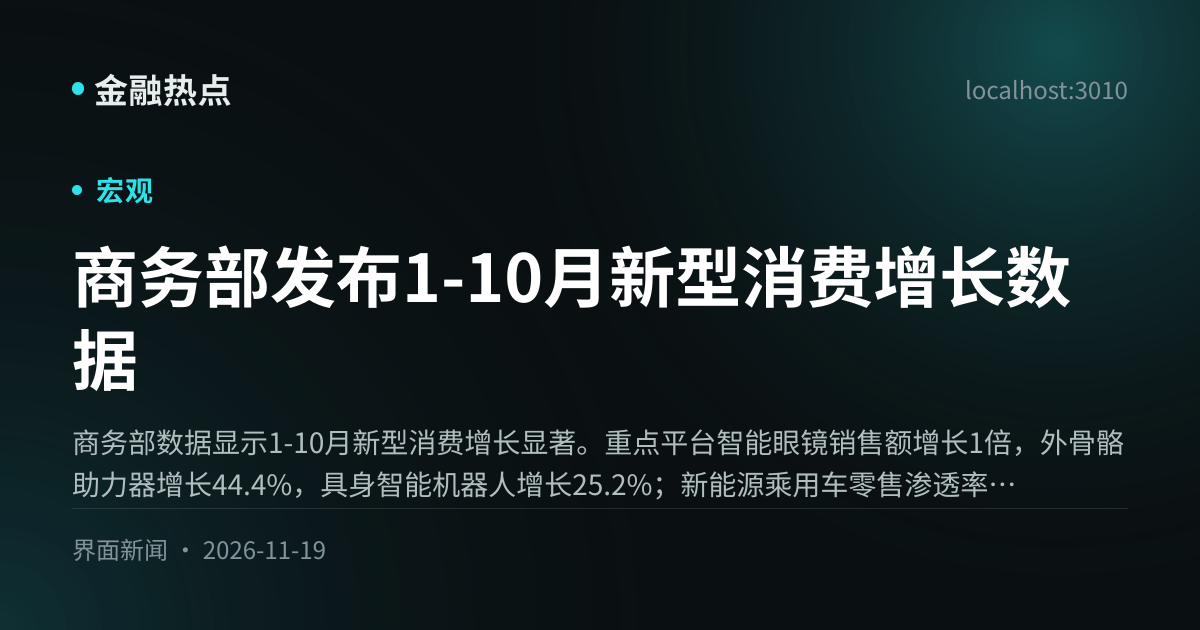 金融热点
localhost:3010
宏观
商务部发布1-10月新型消费增长数
据
商务部数据显示1-10月新型消费增长显著。重点平台智能眼镜销售额增长1倍，外骨骼
助力器增长44.4%，具身智能机器人增长25.2%；新能源乘用车零售渗透率…
界面新闻 • 2026-11-19